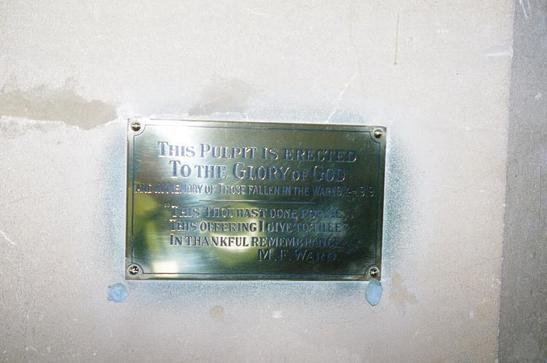 THIS PULPIT IS ERECTED
TO THE GLORY OF GOD
AND IN MEMORY OF THOSE FALLEN IN THE WAR
"THIS THOU HAST DONE FOR ME
THIS OFFERING I GIVE TO THEE
IN THANKFUL REMEMBRANCE"
M. F. WARD